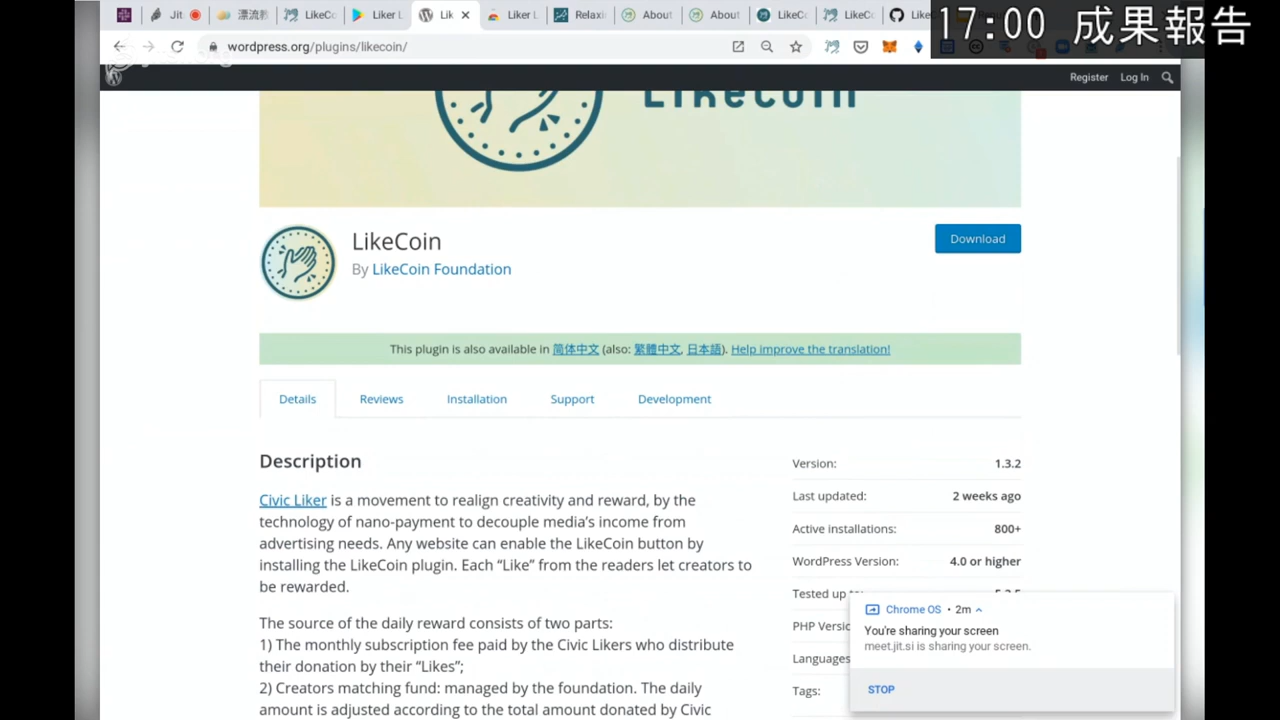 Jit
漂流教
LikeCo
Liker L
Lik
Liker L
Relaxi
Abou
Abou
LikeC
LikeCo
Like
17:00 成果報告
wordpress.org/plugins/likecoin/
Register Log In
LikeCoin
LikeCoin
Download
By LikeCoin Foundation
This plugin is also available in 简体中文 (also: 繁體中文, 日本語). Help improve the translation!
Details Reviews Installation Support Development
Description
Version: 1.3.2
Civic Liker is a movement to realign creativity and reward, by the
Last updated: 2 weeks ago
technology of nano-payment to decouple media’s income from
Active installations: 800+
advertising needs. Any website can enable the LikeCoin button by
WordPress Version: 4.0 or higher
installing the LikeCoin plugin. Each “Like” from the readers let creators to
be rewarded.
Tested up
The source of the daily reward consists of two parts:
PHP Versio
1) The monthly subscription fee paid by the Civic Likers who distribute
Languages
their donation by their “Likes”;
Tags:
2) Creators matching fund: managed by the foundation. The daily
amount is adjusted according to the total amount donated by Civic
Chrome OS • 2m
You're sharing your screen
meet.jit.si is sharing your screen.
STOP